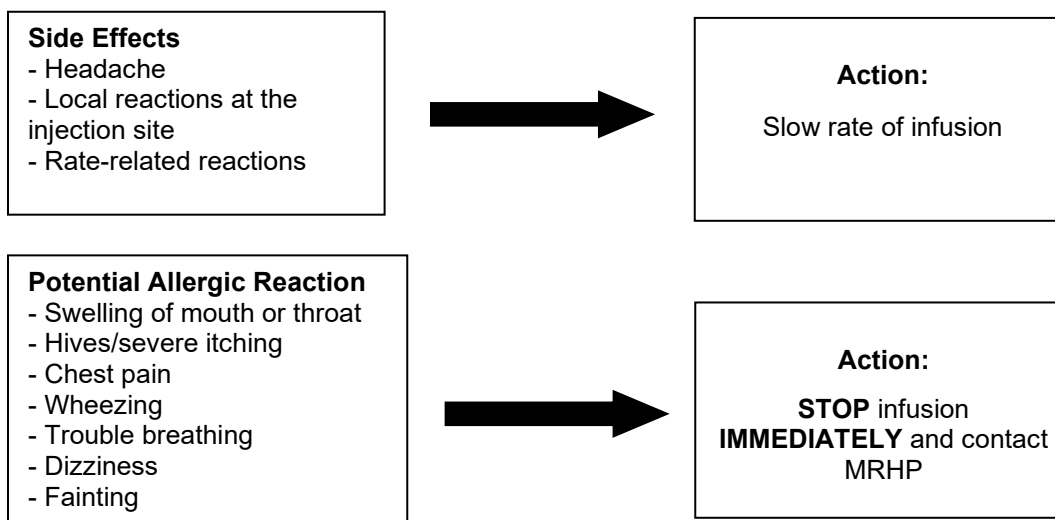 Side Effects
- Headache
- Local reactions at the
injection site
- Rate-related reactions
Action:
Slow rate of infusion
Potential Allergic Reaction
- Swelling of mouth or throat
- Hives/severe itching
- Chest pain
- Wheezing
- Trouble breathing
- Dizziness
- Fainting
Action:
STOP infusion
IMMEDIATELY and contact
MRHP